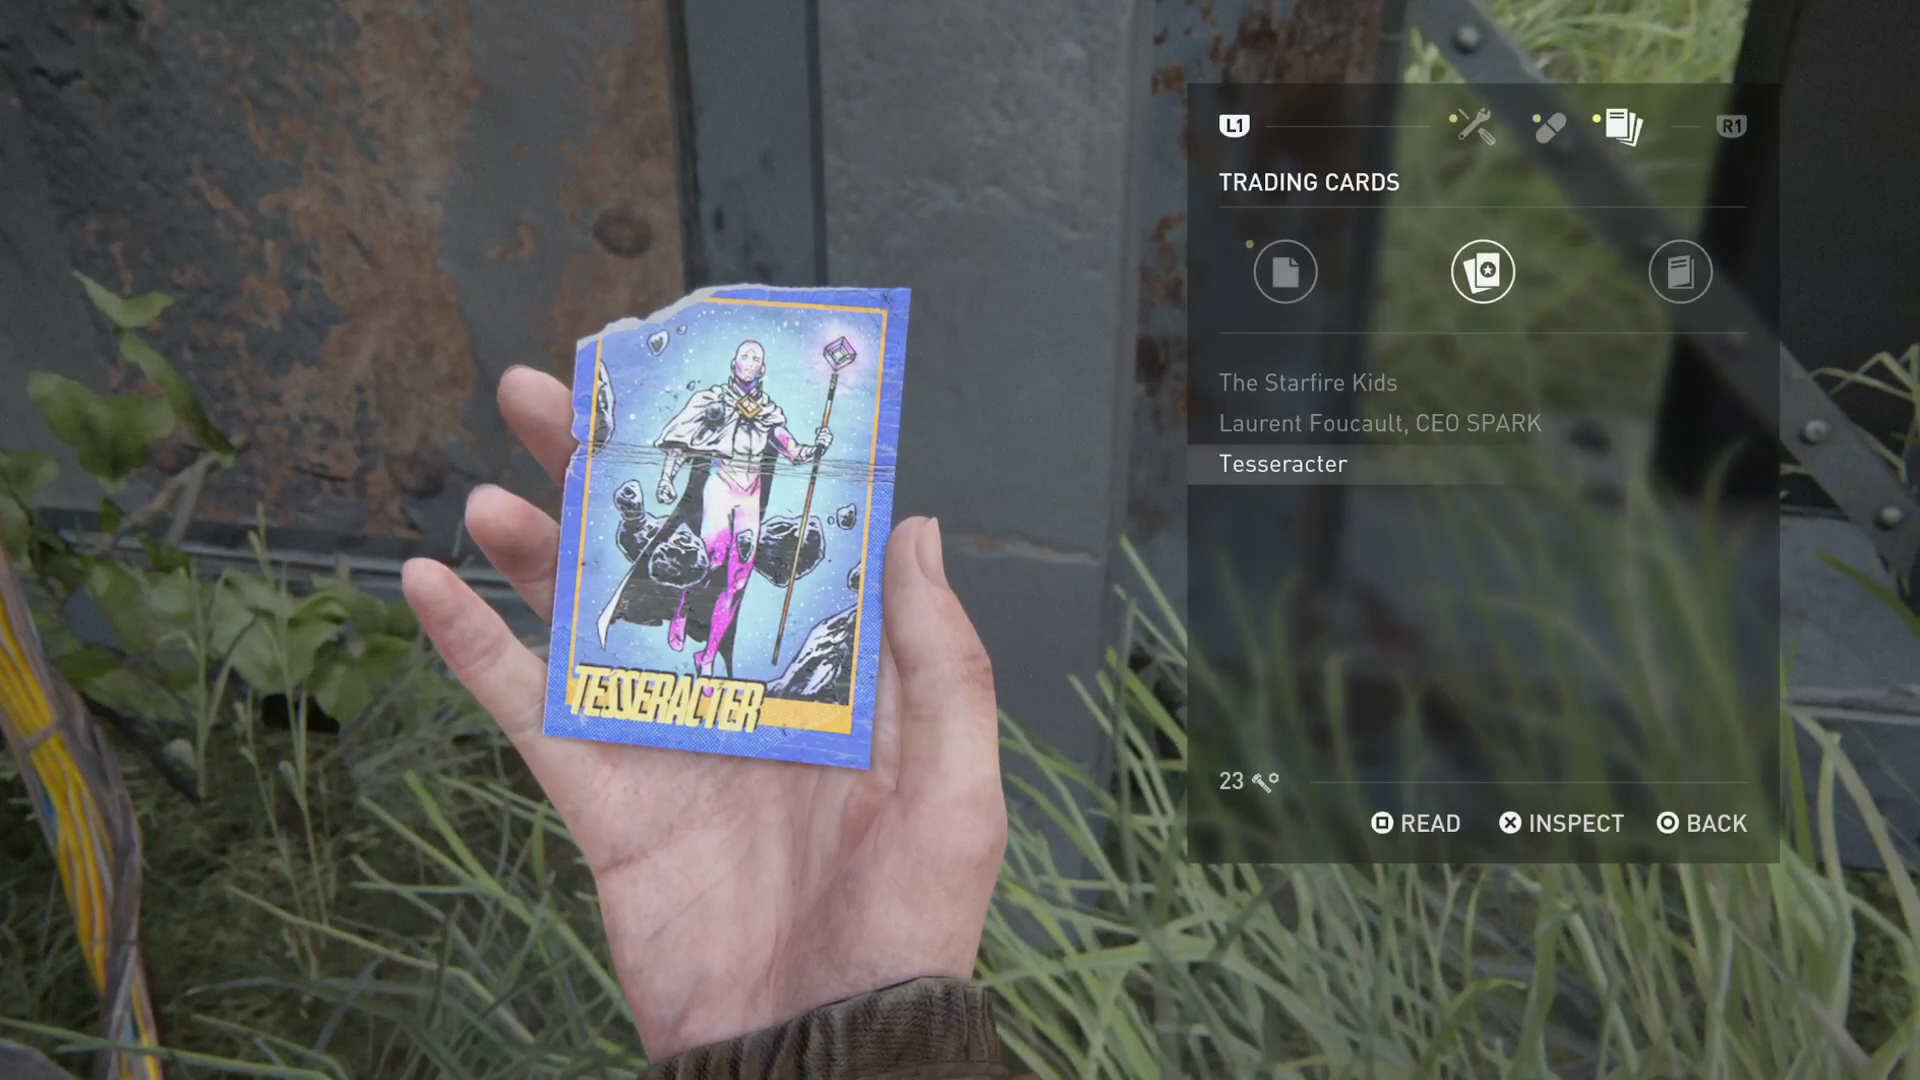 L1
R1
TRADING CARDS
The Starfire Kids
Laurent Foucault, CEO SPARK
Tesseracter
TESSERACTER
23
READ INSPECT BACK